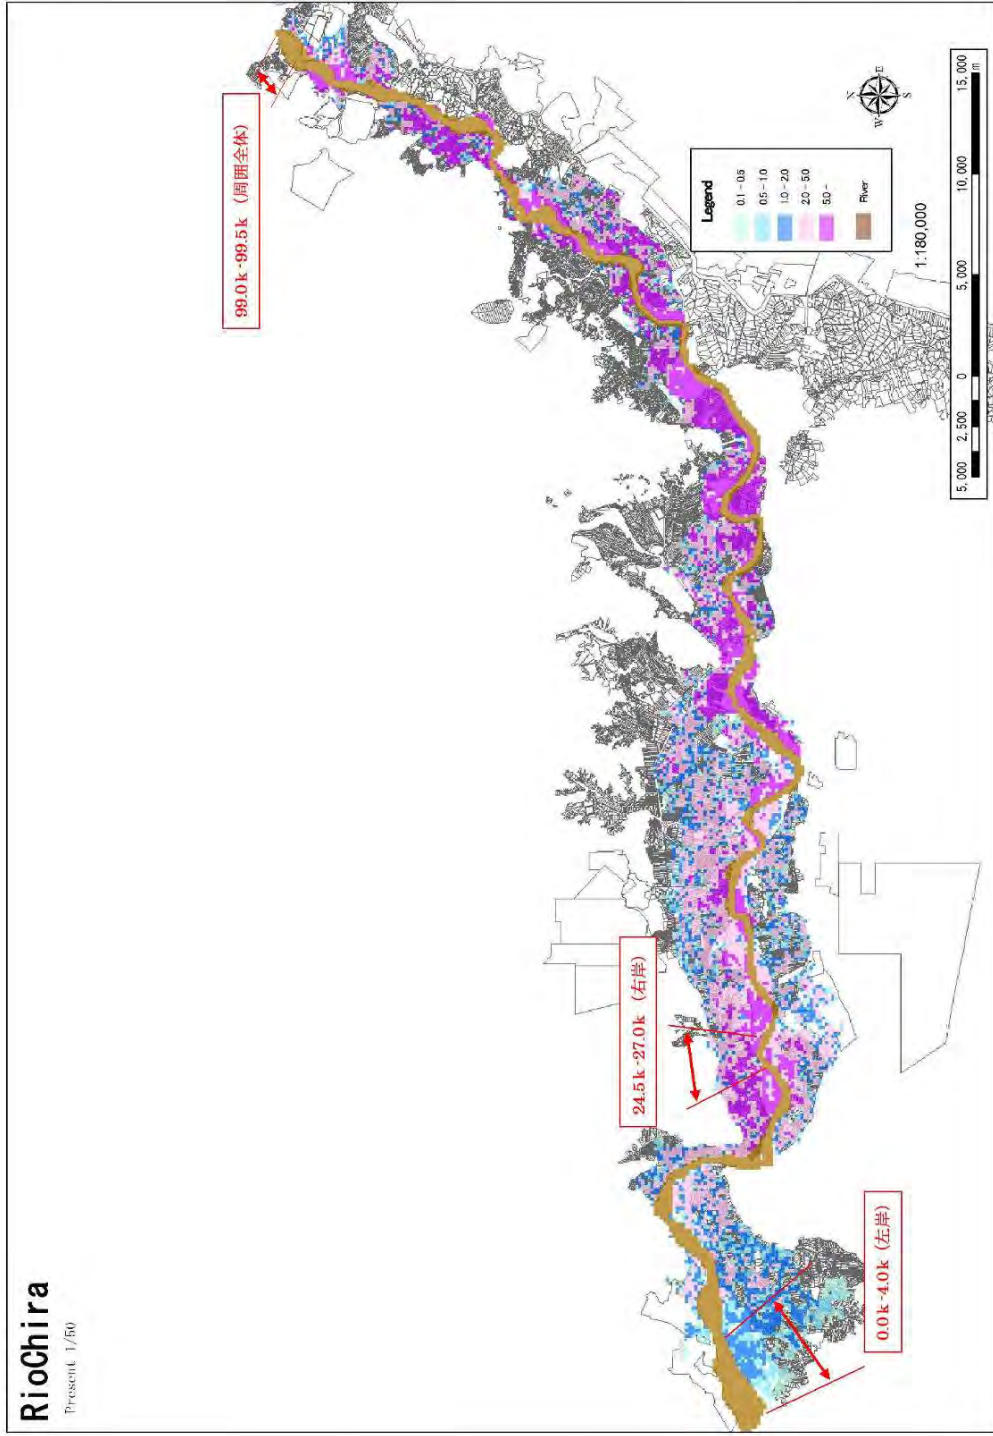 RioChira
Present 1/50
99.0k-99.5k (周囲全体)
24.5k-27.0k (右岸)
0.0k-4.0k (左岸)
N
E
S
W
Legend
0.1 - 0.5
0.5 - 1.0
1.0 - 2.0
2.0 - 5.0
5.0 -
River
1:180,000
5,000 2,500 0 5,000 10,000 15,000 m